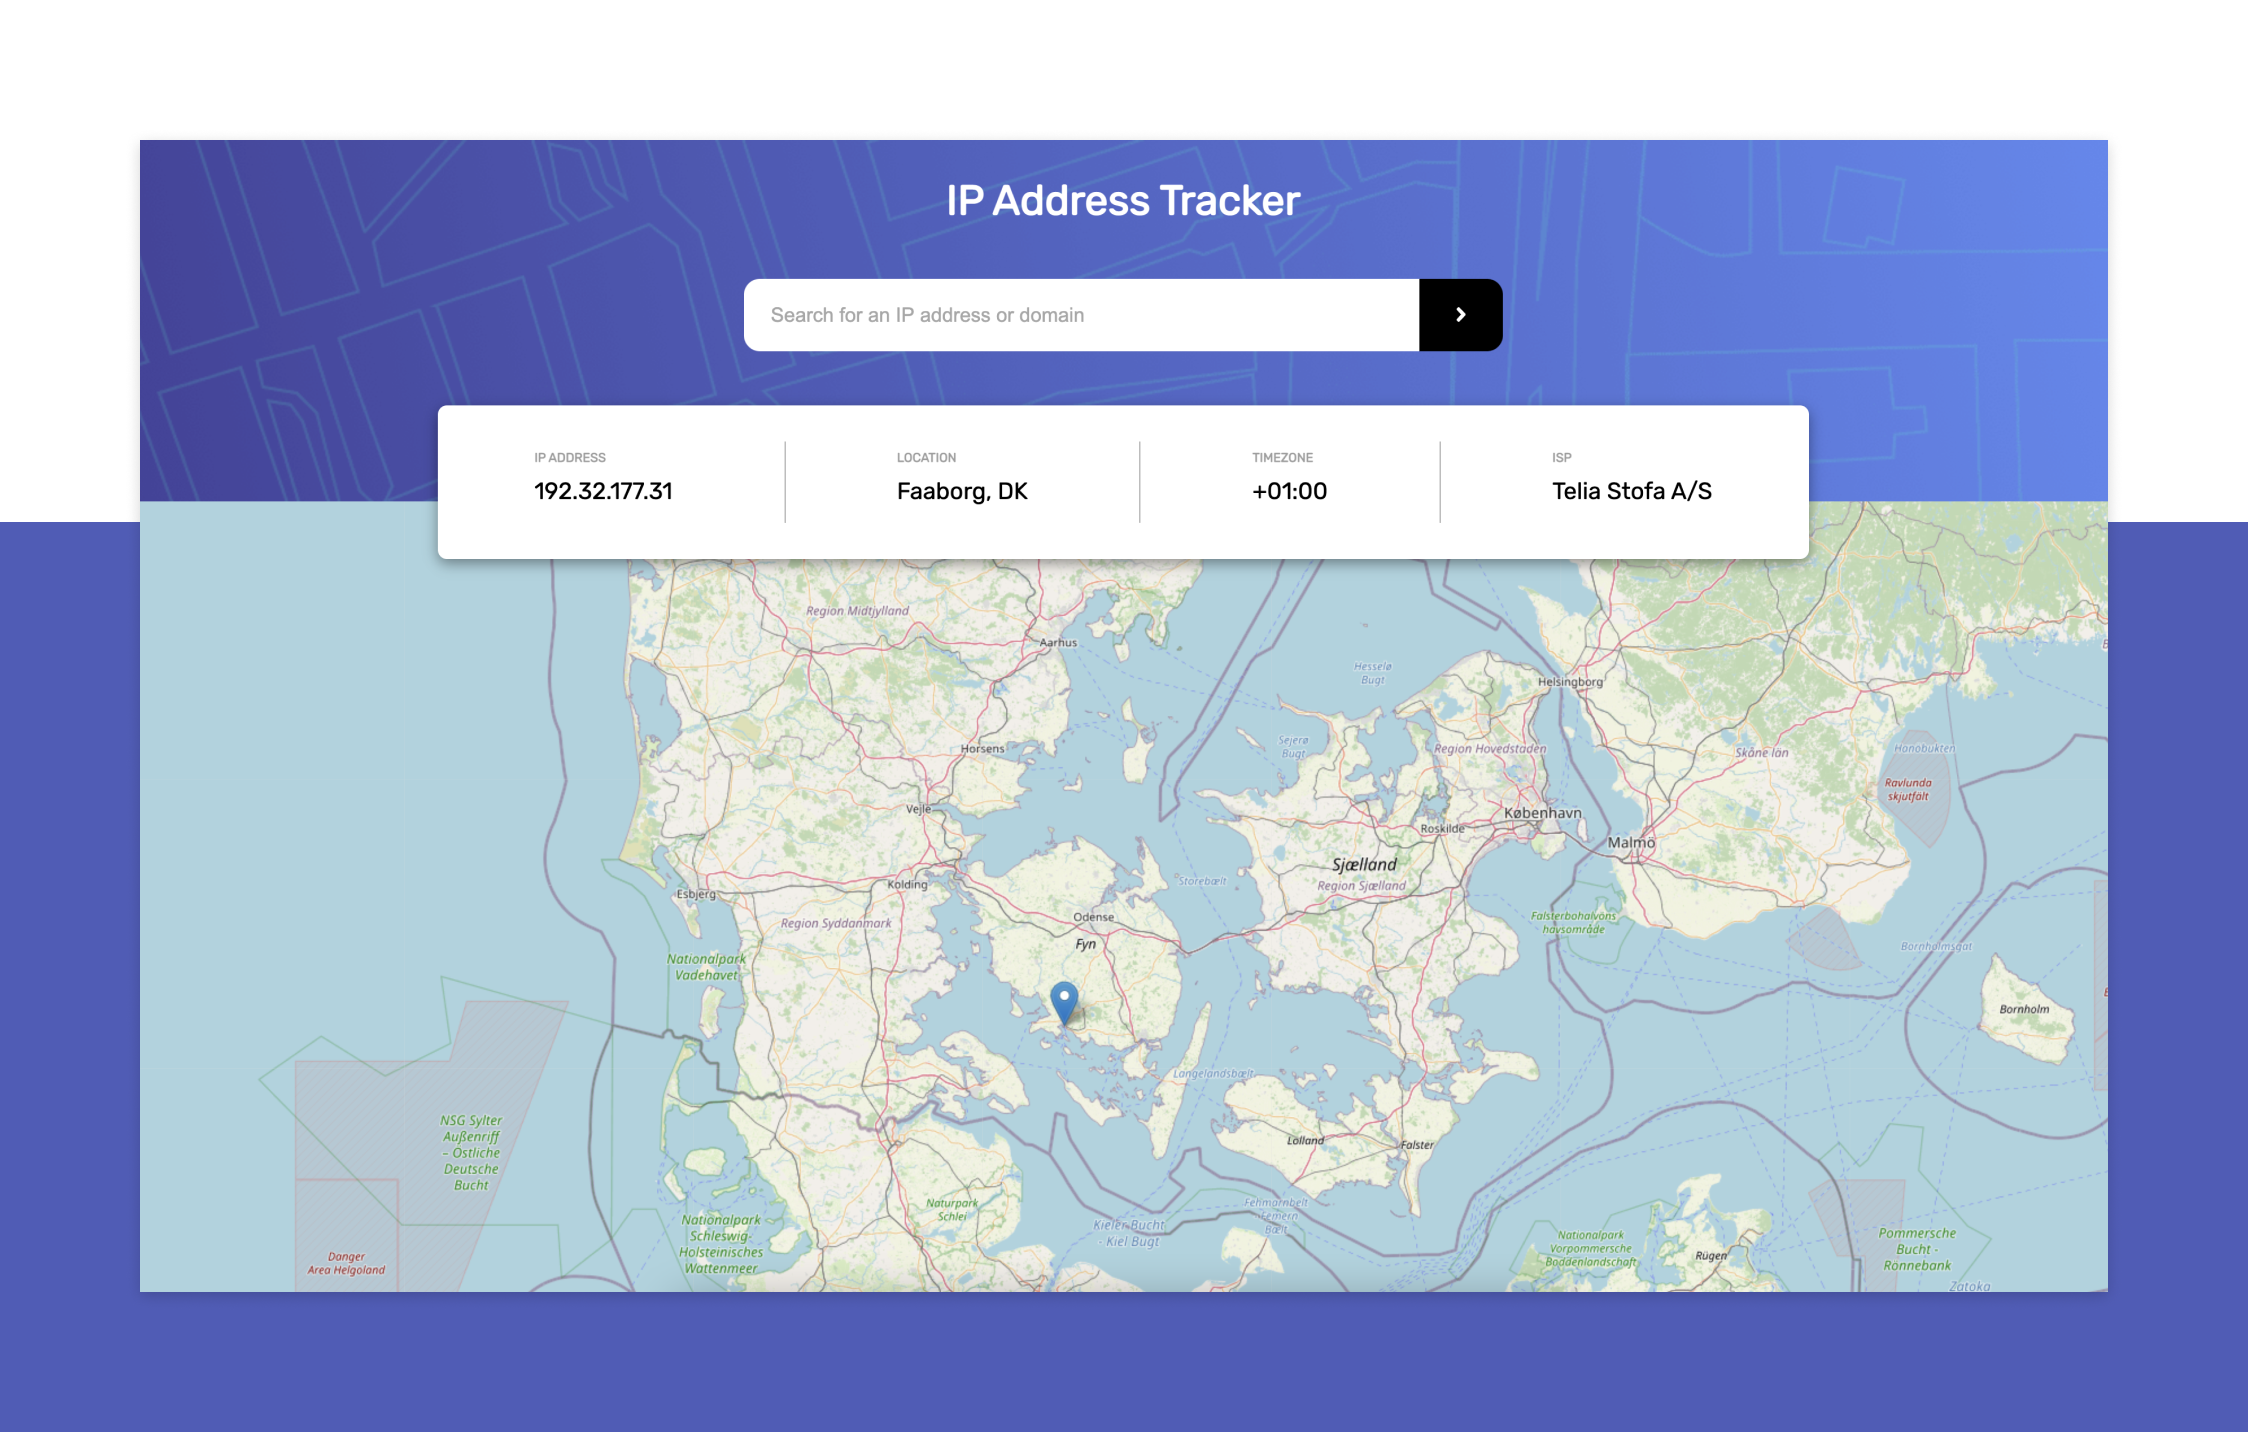 IP Address Tracker
Search for an IP address or domain
IP ADDRESS
192.32.177.31
LOCATION
Faaborg, DK
TIMEZONE
+01:00
ISP
Telia Stofa A/S
Region Midtjylland
Aarhus
Hesselø
Bugt
Helsingborg
Horsens
Sejerø
Bugt
Region Hovedstaden
Skåne län
Hanöbukten
Ravlunda
skjutfält
Vejle
København
Roskilde
Malmö
Sjælland
Region Sjælland
Storebælt
Kolding
Esbjerg
Region Syddanmark
Odense
Fyn
Falsterbohalvöns
havsområde
Bornholmsgat
Nationalpark
Vadehavet
Bornholm
Langelandsbælt
NSG Sylter
Außenriff
– Östliche
Deutsche
Bucht
Lolland
Falster
Naturpark
Schlei
Fehmarnbelt
/ Femern
Bælt
Kieler Bucht
- Kiel Bugt
Nationalpark
Schleswig-
Holsteinisches
Wattenmeer
Nationalpark
Vorpommersche
Boddenlandschaft
Rügen
Pommersche
Bucht -
Rönnebank
Danger
Area Helgoland
Zatoka